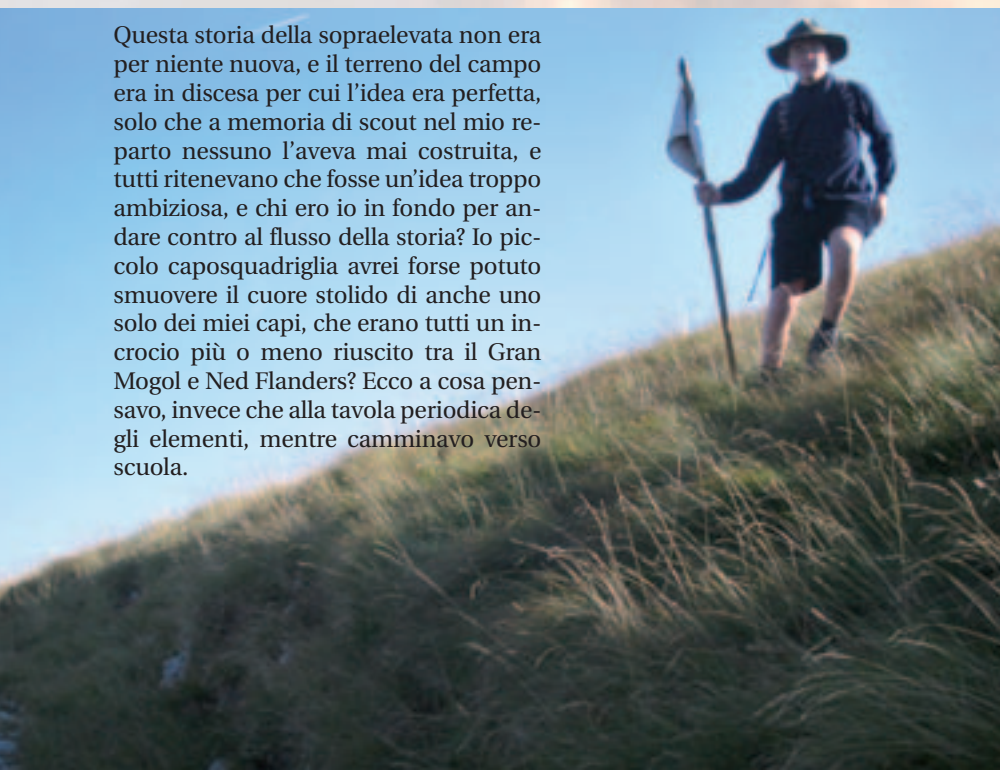 Questa storia della sopraelevata non era
per niente nuova, e il terreno del campo
era in discesa per cui l'idea era perfetta,
solo che a memoria di scout nel mio re-
parto nessuno l'aveva mai costruita, e
tutti ritenevano che fosse un'idea troppo
ambiziosa, e chi ero io in fondo per an-
dare contro al flusso della storia? Io pic-
colo caposquadriglia avrei forse potuto
smuovere il cuore stolido di anche uno
solo dei miei capi, che erano tutti un in-
crocio più o meno riuscito tra il Gran
Mogol e Ned Flanders? Ecco a cosa pen-
savo, invece che alla tavola periodica de-
gli elementi, mentre camminavo verso
scuola.